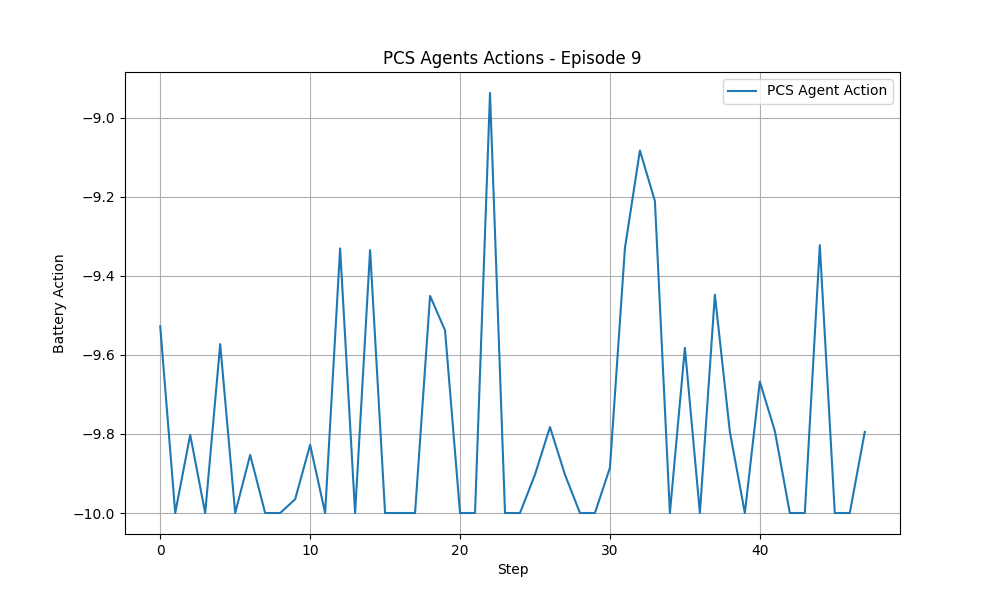 PCS Agents Actions - Episode 9
PCS Agent Action
Battery Action
−9.0
−9.2
−9.4
−9.6
−9.8
−10.0
0 10 20 30 40
Step